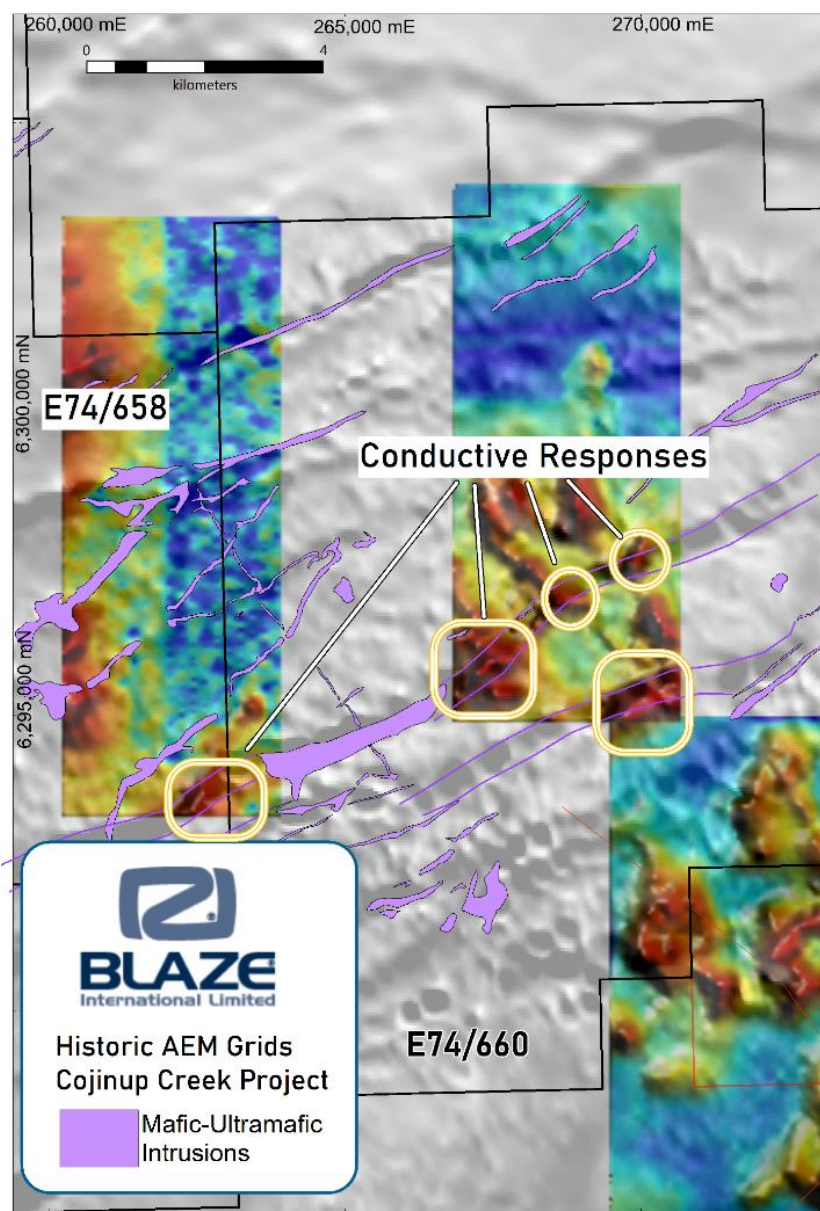 260,000 mE
265,000 mE
270,000 mE
0
4
kilometers
6,300,000 mN
E74/658
Conductive Responses
6,295,000 mN
BLAZE®
International Limited
Historic AEM Grids
Cojinup Creek Project
Mafic-Ultramafic
Intrusions
E74/660